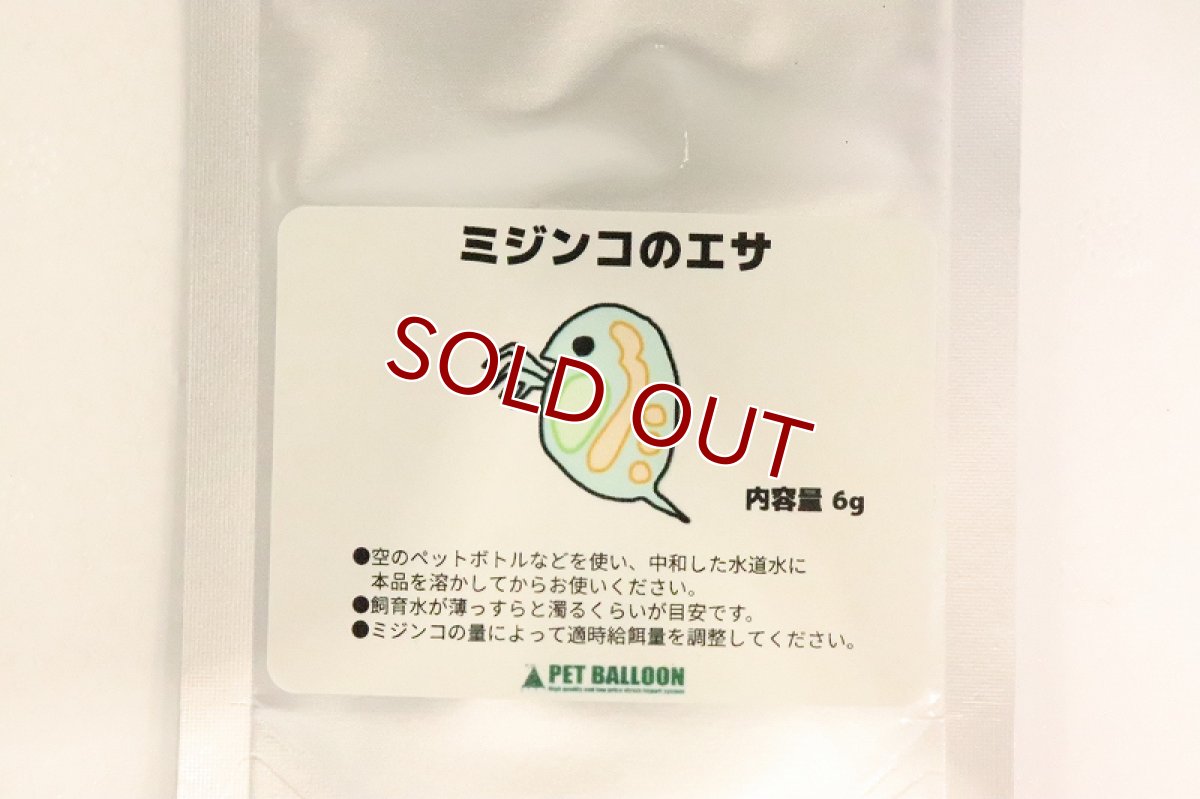 ミジンコのエサ
SOLD OUT
内容量 6g
●空のペットボトルなどを使い、中和した水道水に
本品を溶かしてからお使いください。
●飼育水が薄っすらと濁るくらいが目安です。
●ミジンコの量によって適時給餌量を調整してください。
PET BALLOON